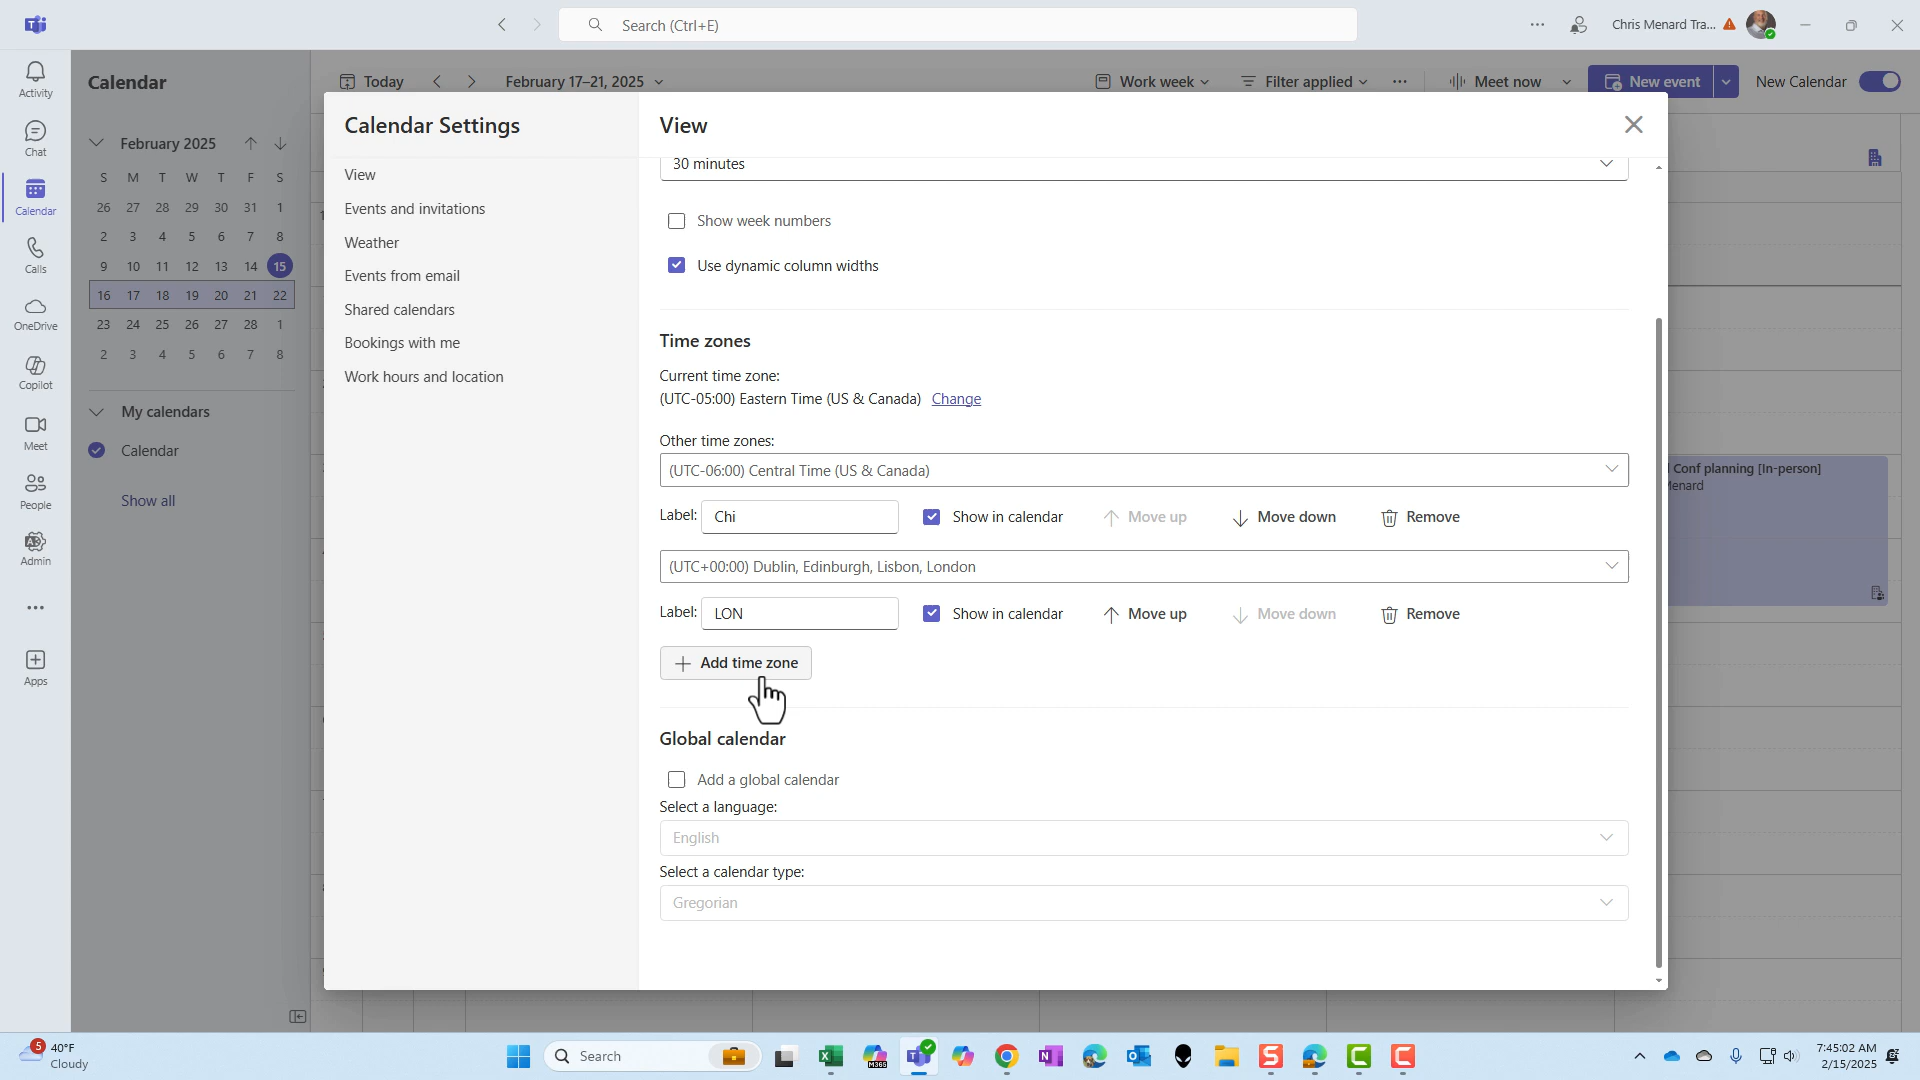 Search (Ctrl+E)
Chris Menard Tra...
Activity
Chat
Calendar
Calls
OneDrive
Copilot
Meet
People
Admin
Apps
Calendar
February 2025
S M T W T F S
26 27 28 29 30 31 1
2 3 4 5 6 7 8
9 10 11 12 13 14 15
16 17 18 19 20 21 22
23 24 25 26 27 28 1
2 3 4 5 6 7 8
My calendars
Calendar
Show all
Today
February 17–21, 2025
Work week
Filter applied
Meet now
New event
New Calendar
Calendar Settings
View
Events and invitations
Weather
Events from email
Shared calendars
Bookings with me
Work hours and location
View
30 minutes
Show week numbers
Use dynamic column widths
Time zones
Current time zone:
(UTC-05:00) Eastern Time (US & Canada) Change
Other time zones:
(UTC-06:00) Central Time (US & Canada)
Label: Chi Show in calendar Move up Move down Remove
(UTC+00:00) Dublin, Edinburgh, Lisbon, London
Label: LON Show in calendar Move up Move down Remove
Add time zone
Global calendar
Add a global calendar
Select a language:
English
Select a calendar type:
Gregorian
Conf planning [In-person]
5
40°F
Cloudy
Search
M365
7:45:02 AM
2/15/2025